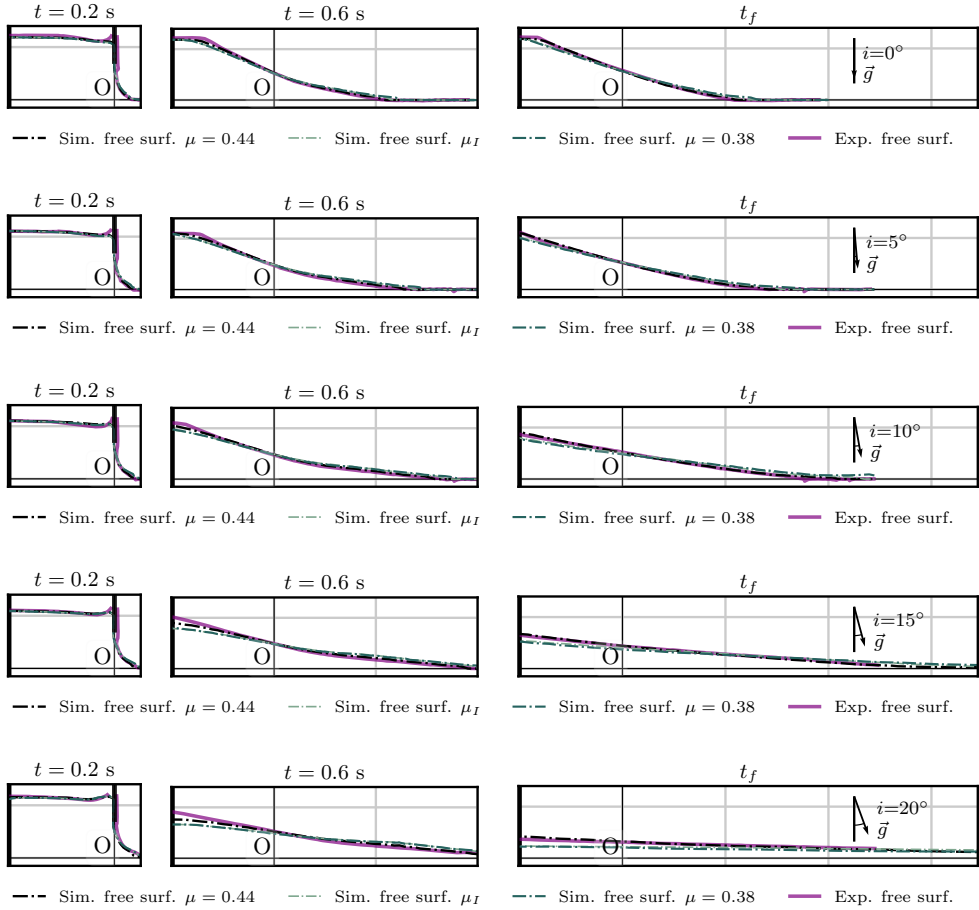 t = 0.2 s t = 0.6 s t_f
O O O i=0° g⃗
Sim. free surf. μ = 0.44 Sim. free surf. μ_I Sim. free surf. μ = 0.38 Exp. free surf.
t = 0.2 s t = 0.6 s t_f
O O O i=5° g⃗
Sim. free surf. μ = 0.44 Sim. free surf. μ_I Sim. free surf. μ = 0.38 Exp. free surf.
t = 0.2 s t = 0.6 s t_f
O O O i=10° g⃗
Sim. free surf. μ = 0.44 Sim. free surf. μ_I Sim. free surf. μ = 0.38 Exp. free surf.
t = 0.2 s t = 0.6 s t_f
O O O i=15° g⃗
Sim. free surf. μ = 0.44 Sim. free surf. μ_I Sim. free surf. μ = 0.38 Exp. free surf.
t = 0.2 s t = 0.6 s t_f
O O O i=20° g⃗
Sim. free surf. μ = 0.44 Sim. free surf. μ_I Sim. free surf. μ = 0.38 Exp. free surf.